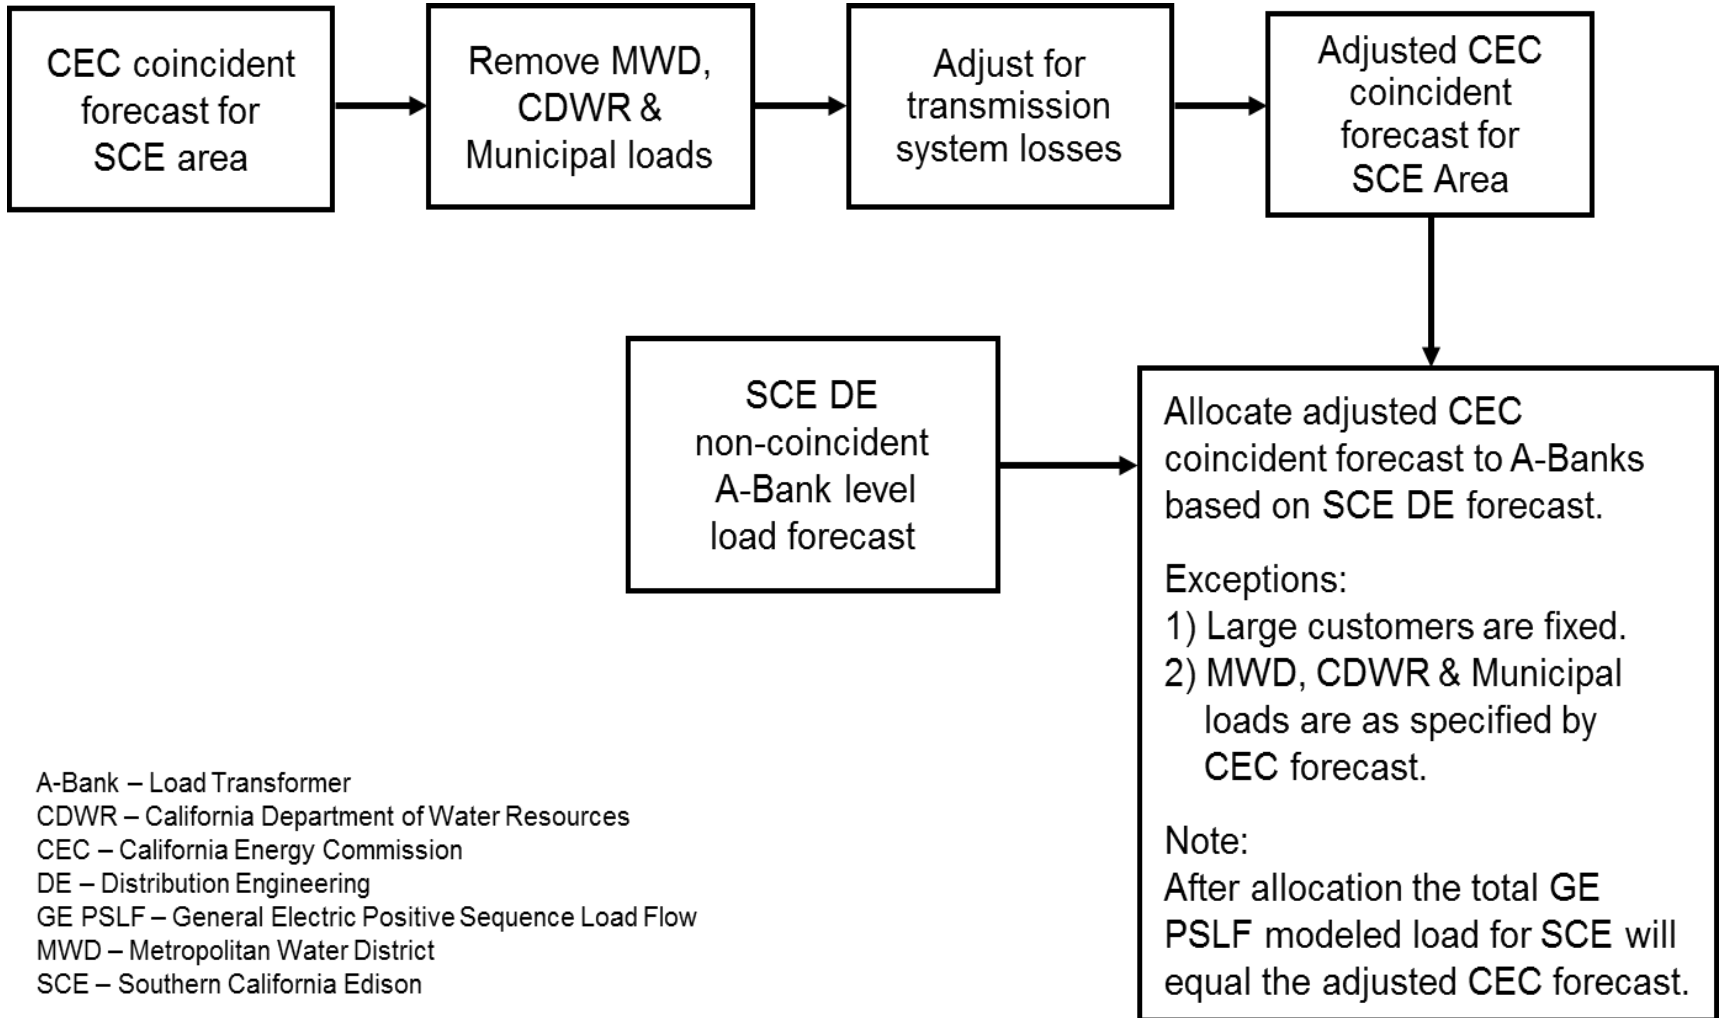 CEC coincident
forecast for
SCE area
Remove MWD,
CDWR &
Municipal loads
Adjust for
transmission
system losses
Adjusted CEC
coincident
forecast for
SCE Area
SCE DE
non-coincident
A-Bank level
load forecast
Allocate adjusted CEC
coincident forecast to A-Banks
based on SCE DE forecast.
Exceptions:
1) Large customers are fixed.
2) MWD, CDWR & Municipal
loads are as specified by
CEC forecast.
Note:
After allocation the total GE
PSLF modeled load for SCE will
equal the adjusted CEC forecast.
A-Bank – Load Transformer
CDWR – California Department of Water Resources
CEC – California Energy Commission
DE – Distribution Engineering
GE PSLF – General Electric Positive Sequence Load Flow
MWD – Metropolitan Water District
SCE – Southern California Edison